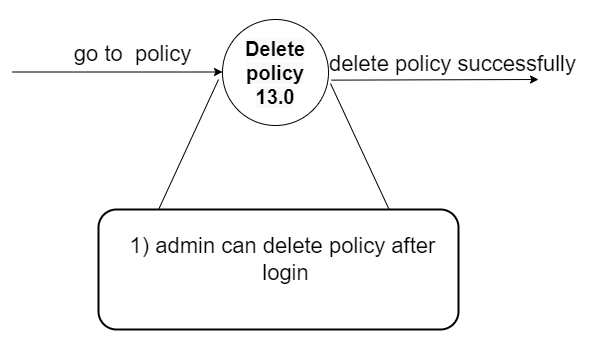 go to policy
Delete
policy
13.0
delete policy successfully
1) admin can delete policy after
login